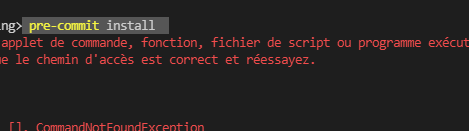 ing> pre-commit install
applet de commande, fonction, fichier de script ou programme exécut
ue le chemin d'accès est correct et réessayez.
[], CommandNotFoundException